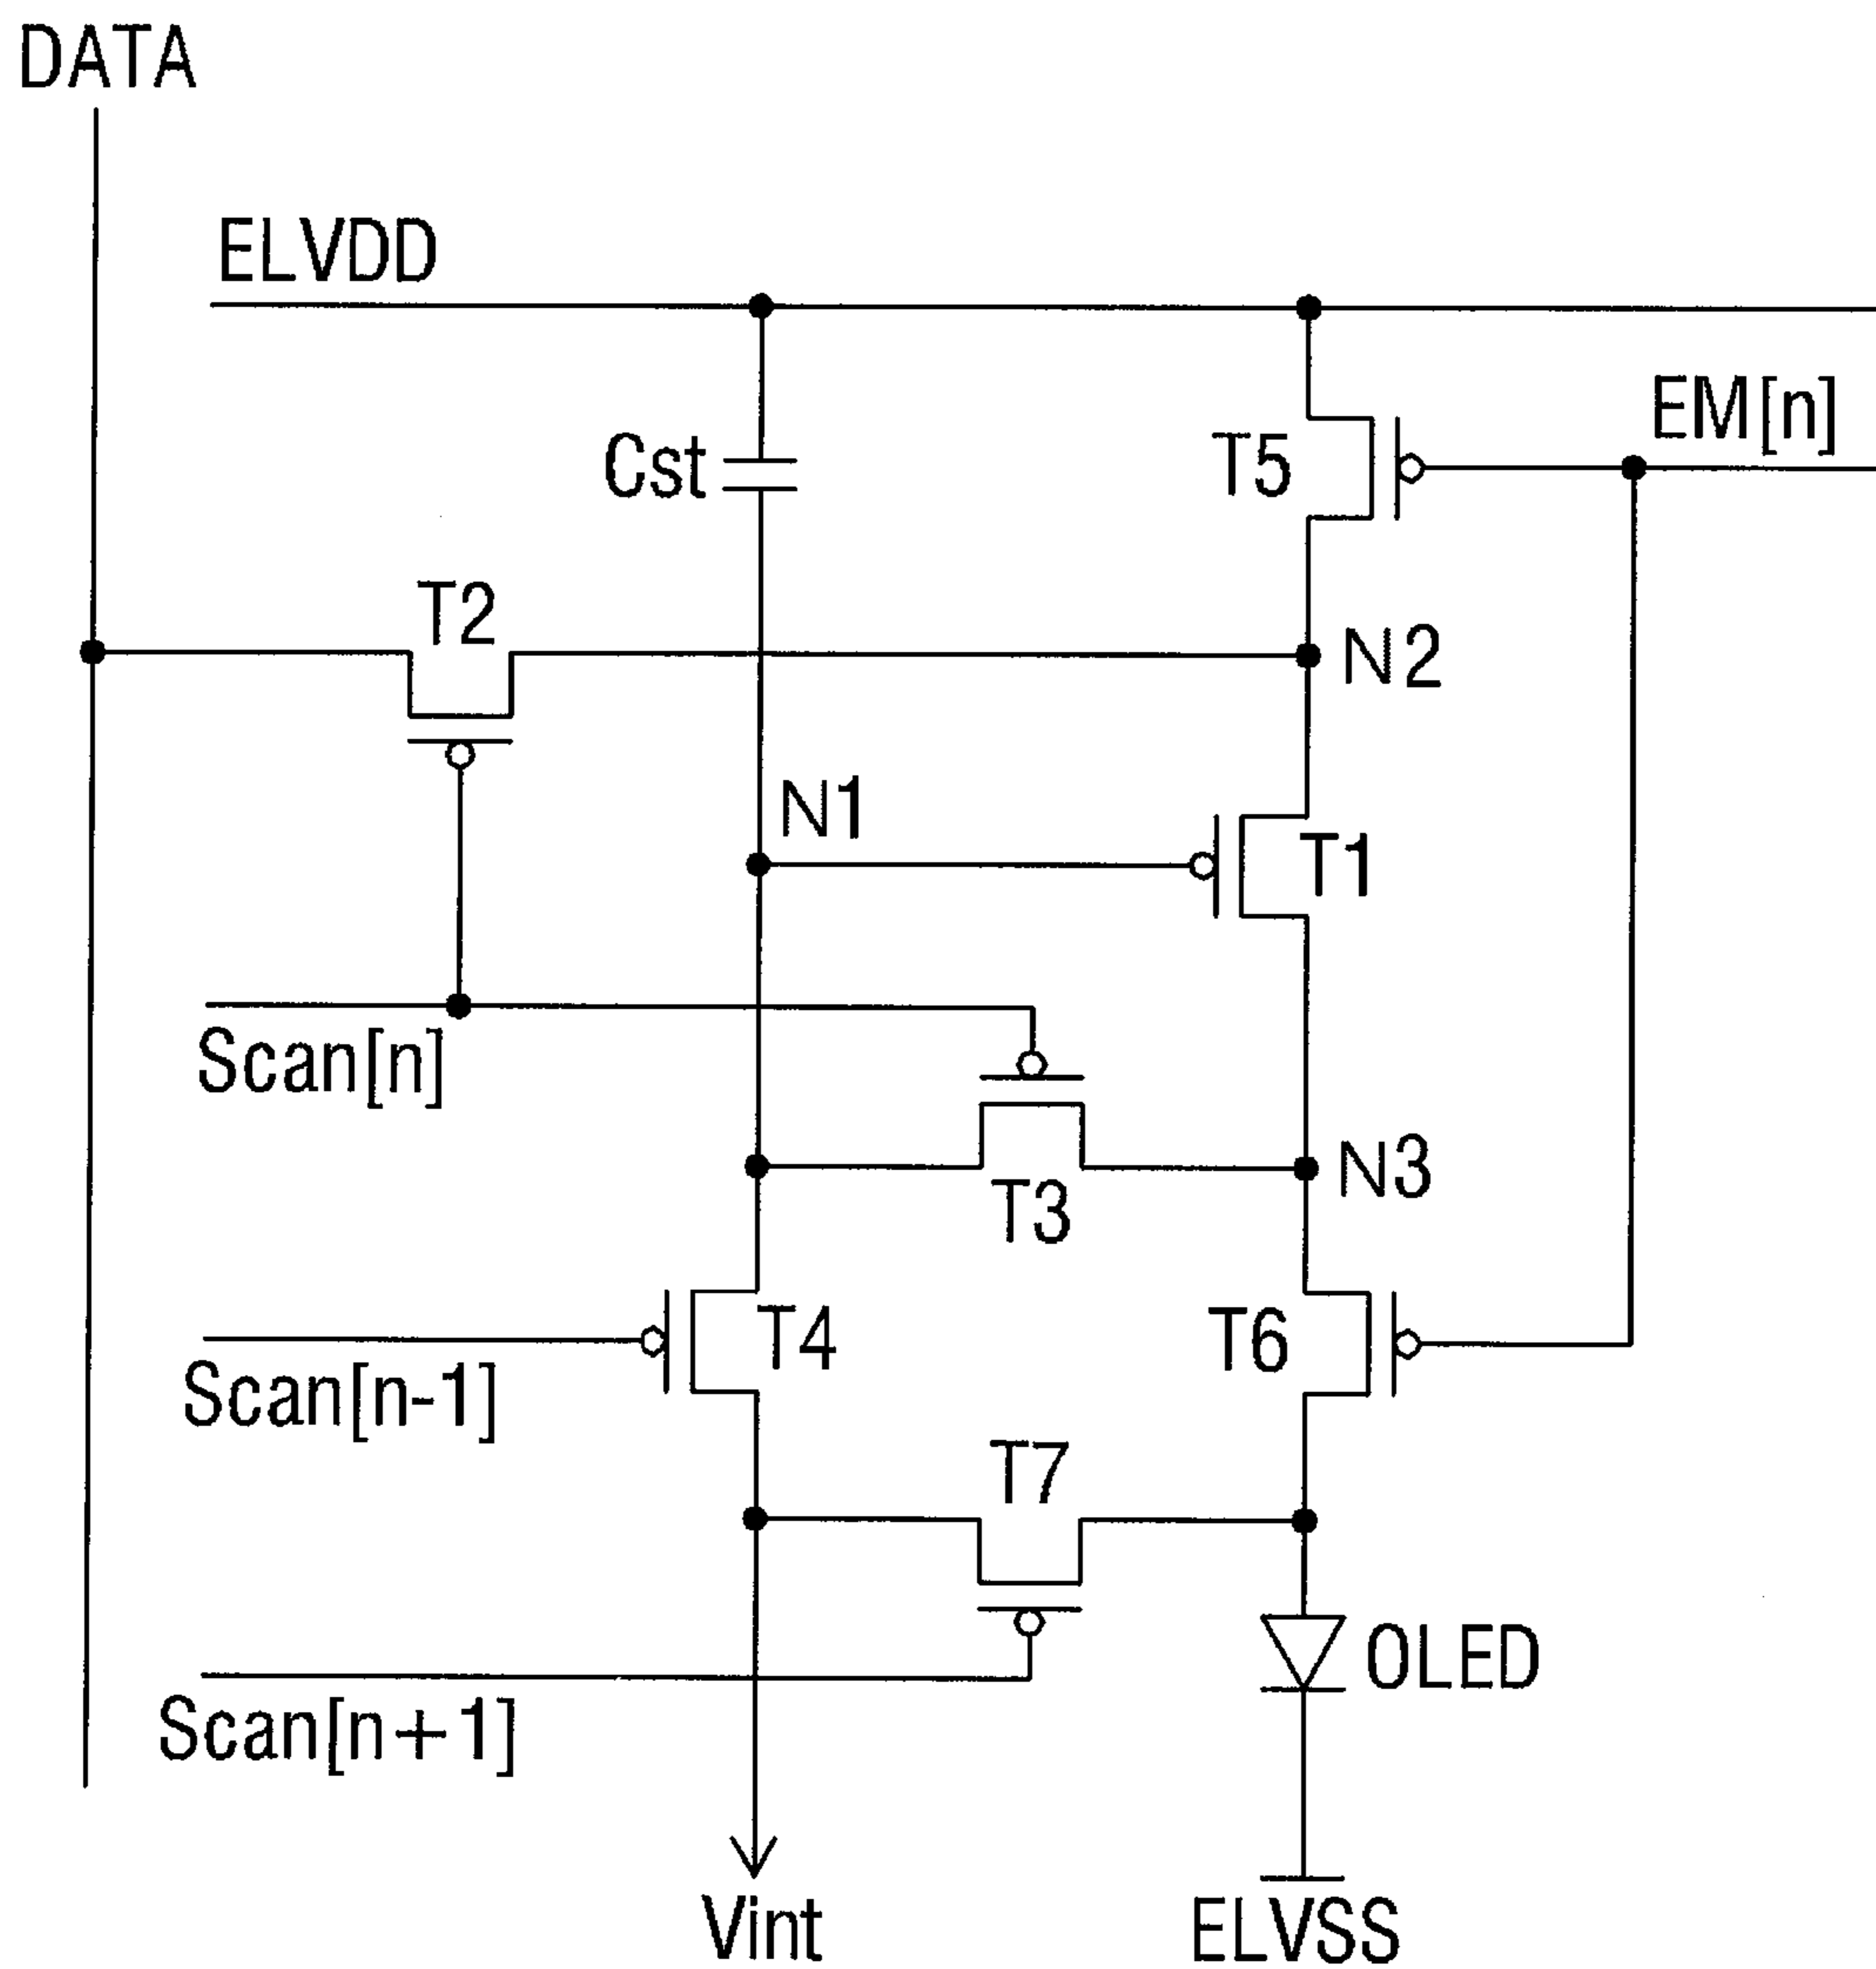 DATA
ELVDD
EM[n]
Cst
T5
T2
N2
N1
T1
Scan[n]
N3
T3
T4
T6
Scan[n-1]
T7
OLED
Scan[n+1]
Vint
ELVSS